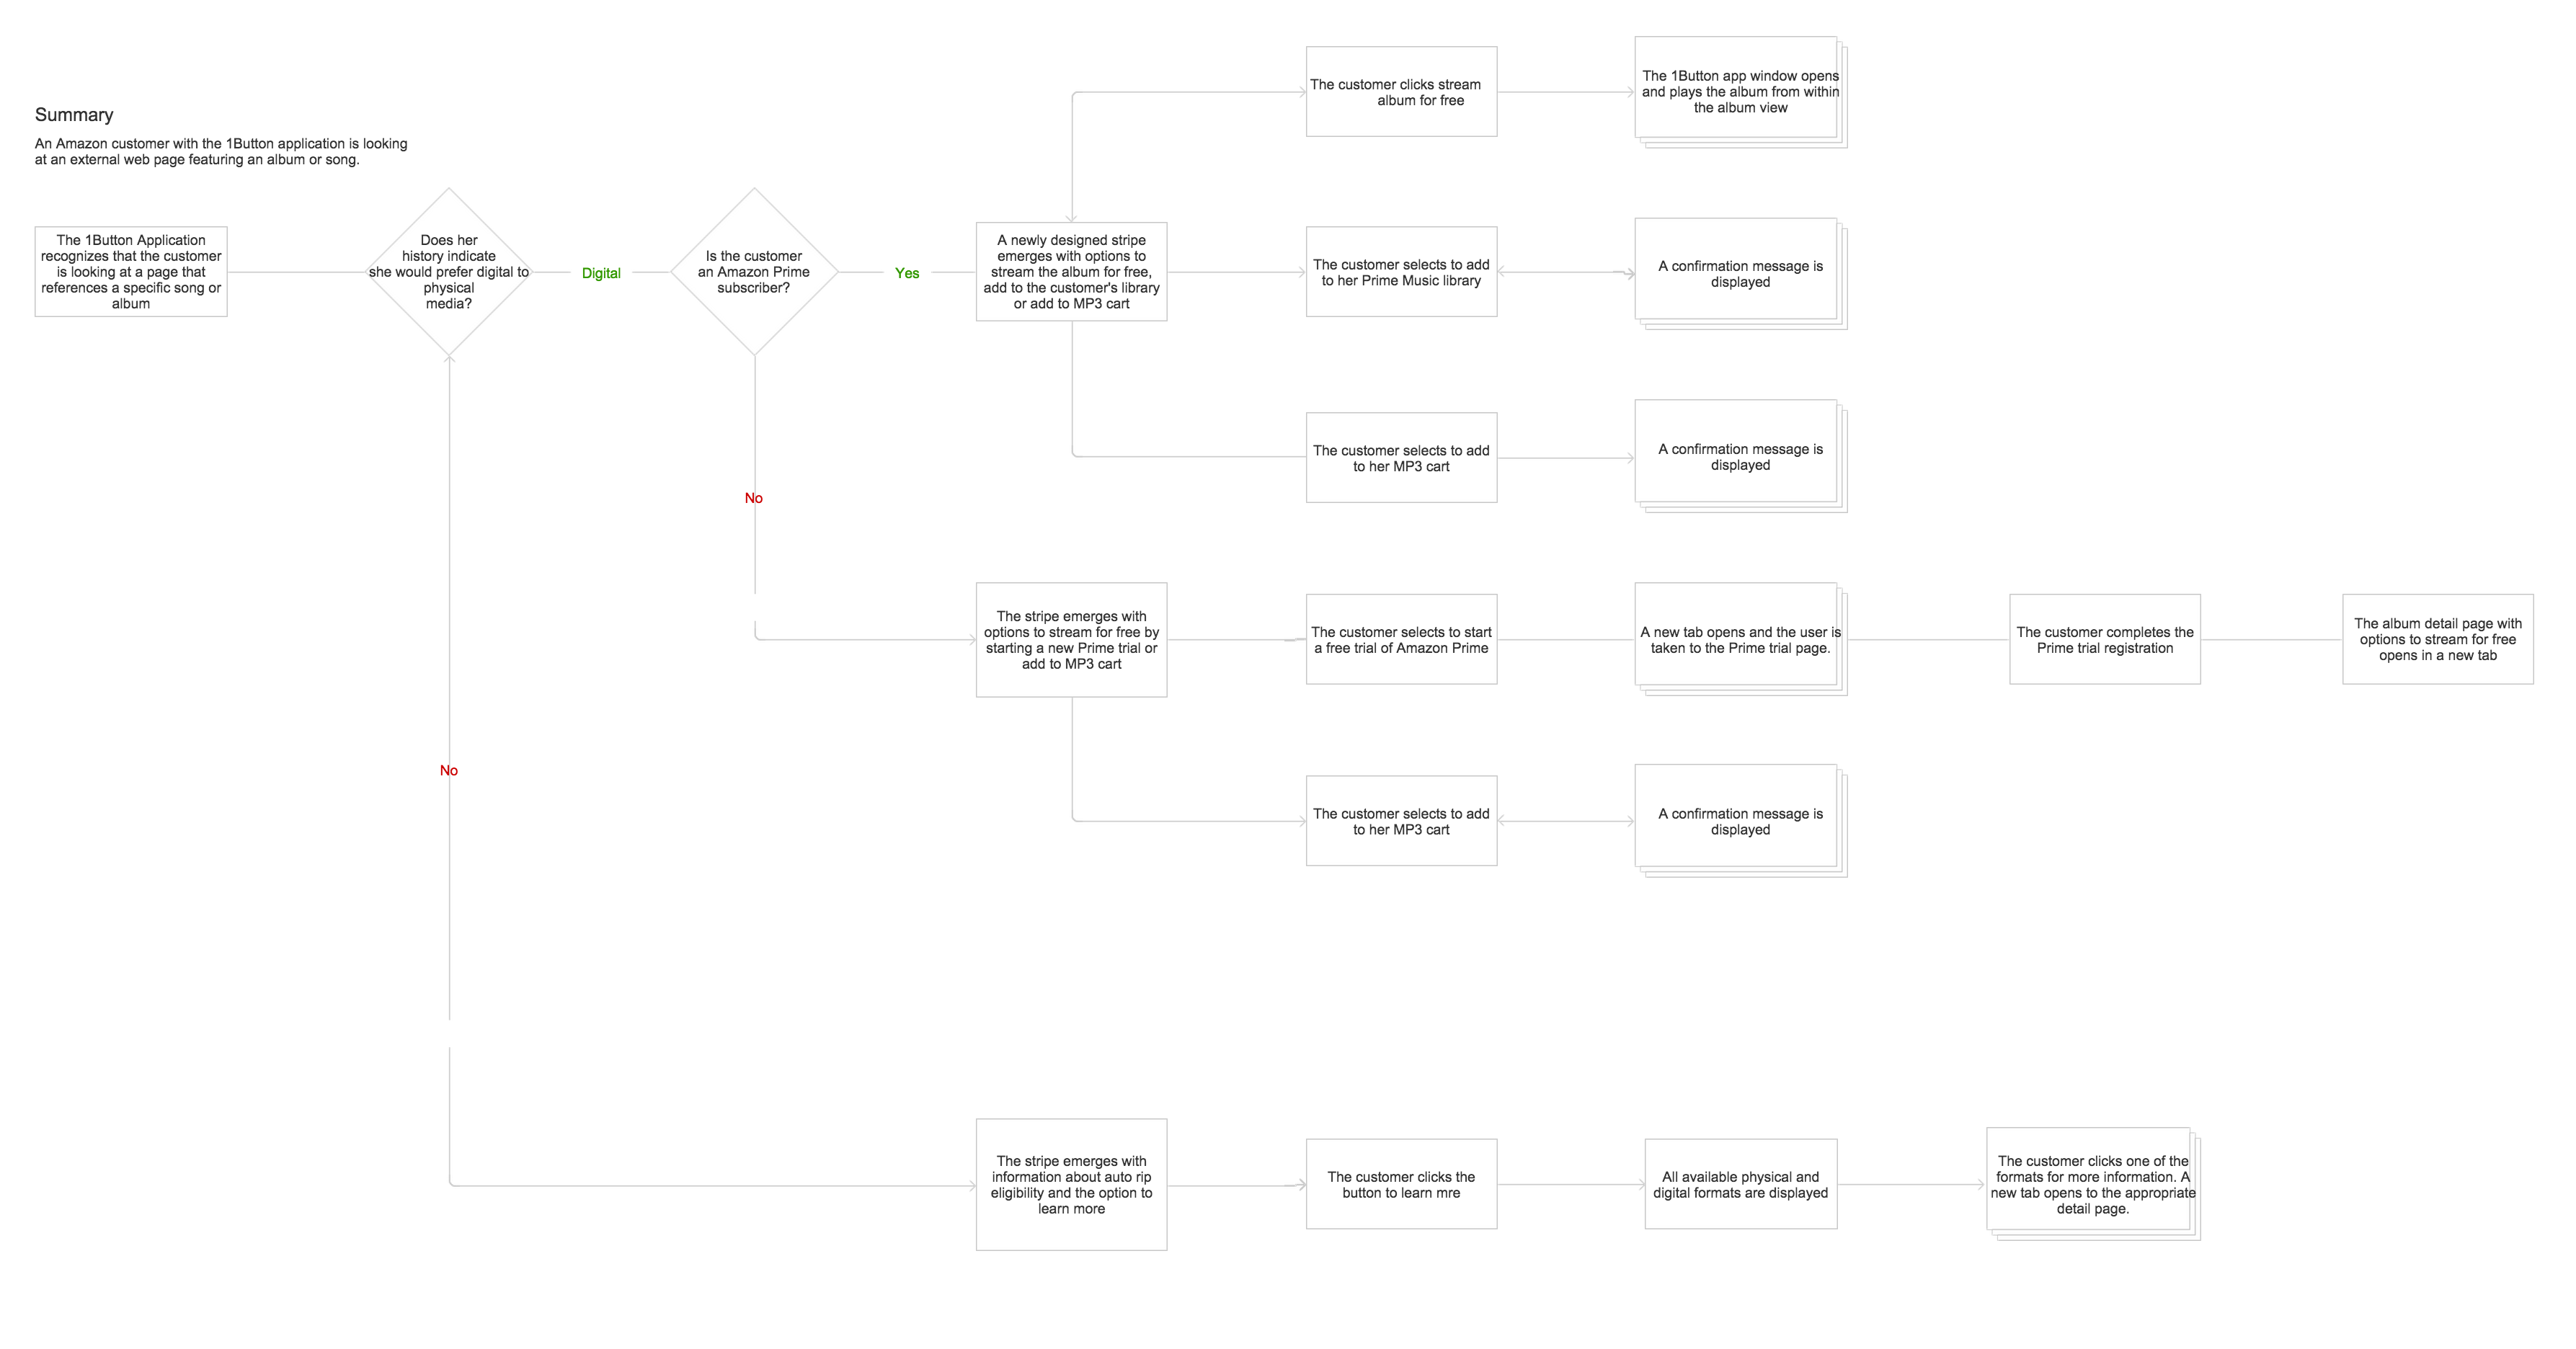 Summary
An Amazon customer with the 1Button application is looking
at an external web page featuring an album or song.
The 1Button Application
recognizes that the customer
is looking at a page that
references a specific song or
album
Does her
history indicate
she would prefer digital to
physical
media?
Digital
Is the customer
an Amazon Prime
subscriber?
Yes
A newly designed stripe
emerges with options to
stream the album for free,
add to the customer's library
or add to MP3 cart
The customer clicks stream
album for free
The 1Button app window opens
and plays the album from within
the album view
The customer selects to add
to her Prime Music library
A confirmation message is
displayed
The customer selects to add
to her MP3 cart
A confirmation message is
displayed
No
The stripe emerges with
options to stream for free by
starting a new Prime trial or
add to MP3 cart
The customer selects to start
a free trial of Amazon Prime
A new tab opens and the user is
taken to the Prime trial page.
The customer completes the
Prime trial registration
The album detail page with
options to stream for free
opens in a new tab
The customer selects to add
to her MP3 cart
A confirmation message is
displayed
No
The stripe emerges with
information about auto rip
eligibility and the option to
learn more
The customer clicks the
button to learn mre
All available physical and
digital formats are displayed
The customer clicks one of the
formats for more information. A
new tab opens to the appropriate
detail page.